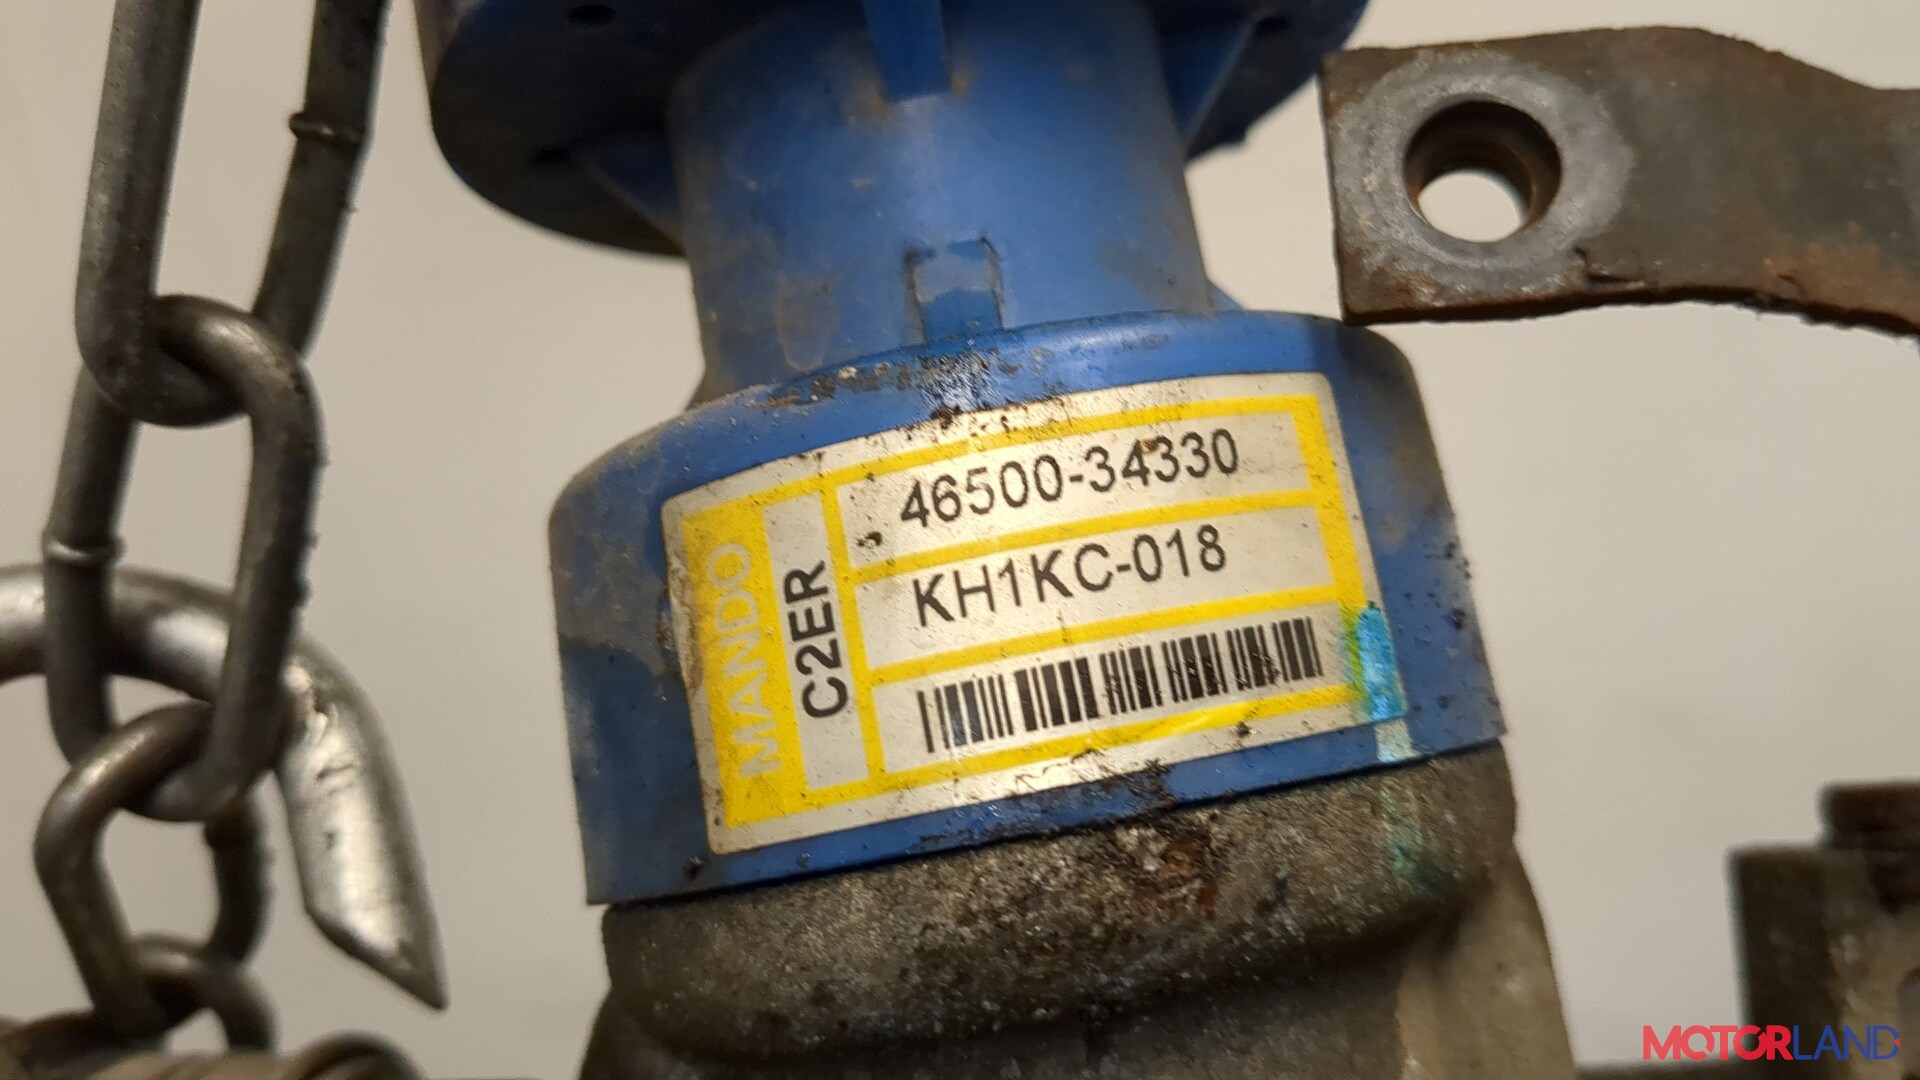 MANDO
C2ER
46500-34330
KH1KC-018
MOTORLAND